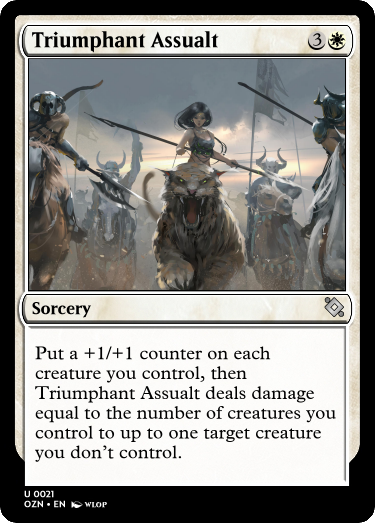 Triumphant Assualt 3
Sorcery
Put a +1/+1 counter on each
creature you control, then
Triumphant Assualt deals damage
equal to the number of creatures you
control to up to one target creature
you don't control.
U 0021
OZN • EN WLOP